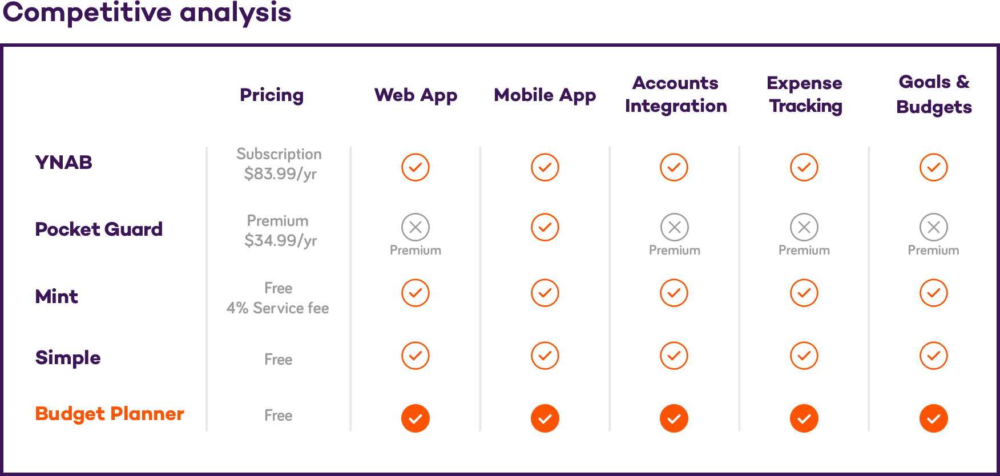 Competitive analysis
Pricing
Web App
Mobile App
Accounts
Integration
Expense
Tracking
Goals &
Budgets
YNAB
Subscription
$83.99/yr
Pocket Guard
Premium
$34.99/yr
Premium
Premium
Premium
Premium
Mint
Free
4% Service fee
Simple
Free
Budget Planner
Free